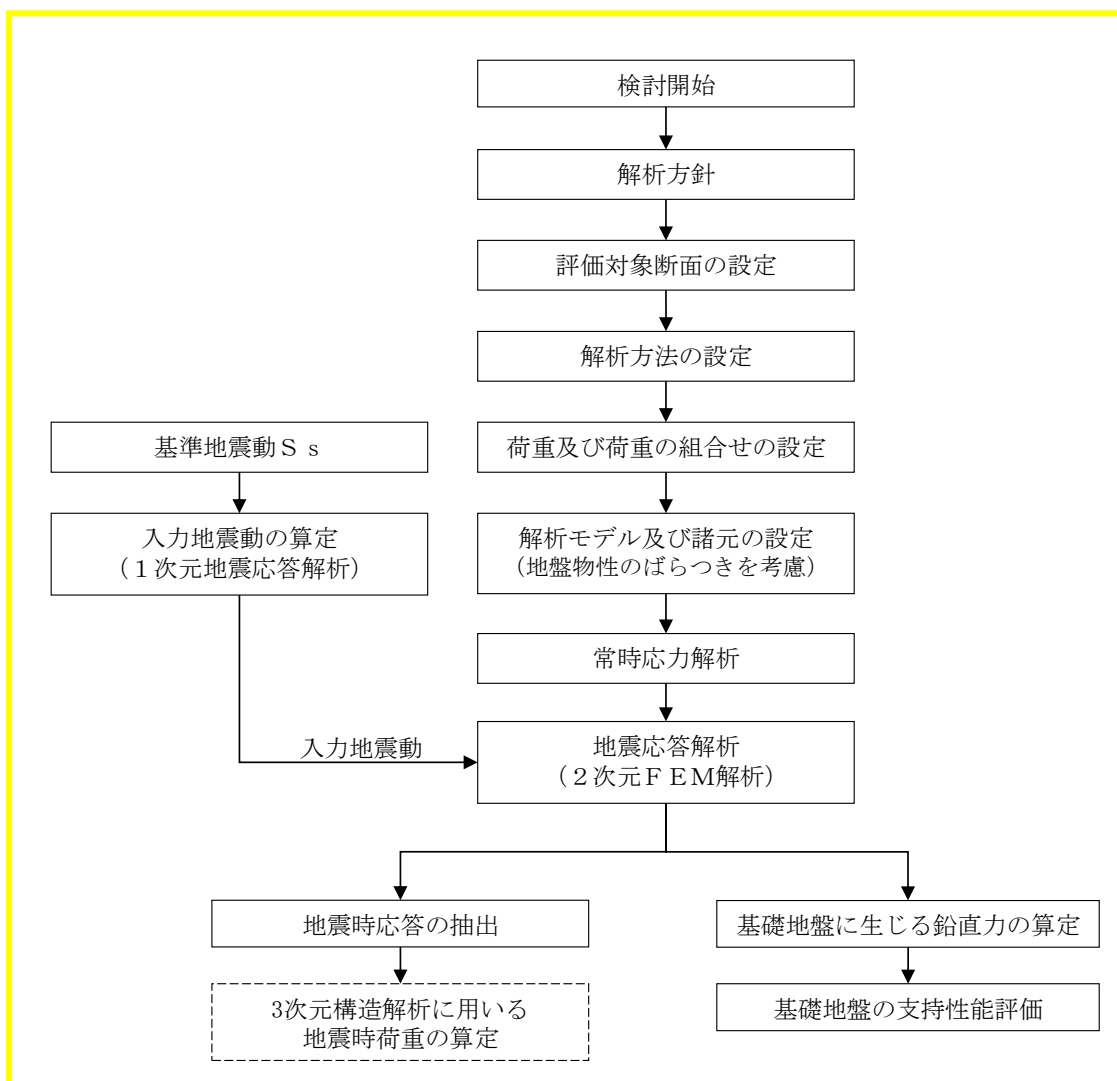 検討開始
解析方針
評価対象断面の設定
解析方法の設定
荷重及び荷重の組合せの設定
基準地震動Ｓｓ
入力地震動の算定
（１次元地震応答解析）
解析モデル及び諸元の設定
（地盤物性のばらつきを考慮）
常時応力解析
入力地震動
地震応答解析
（２次元ＦＥＭ解析）
地震時応答の抽出
3次元構造解析に用いる
地震時荷重の算定
基礎地盤に生じる鉛直力の算定
基礎地盤の支持性能評価